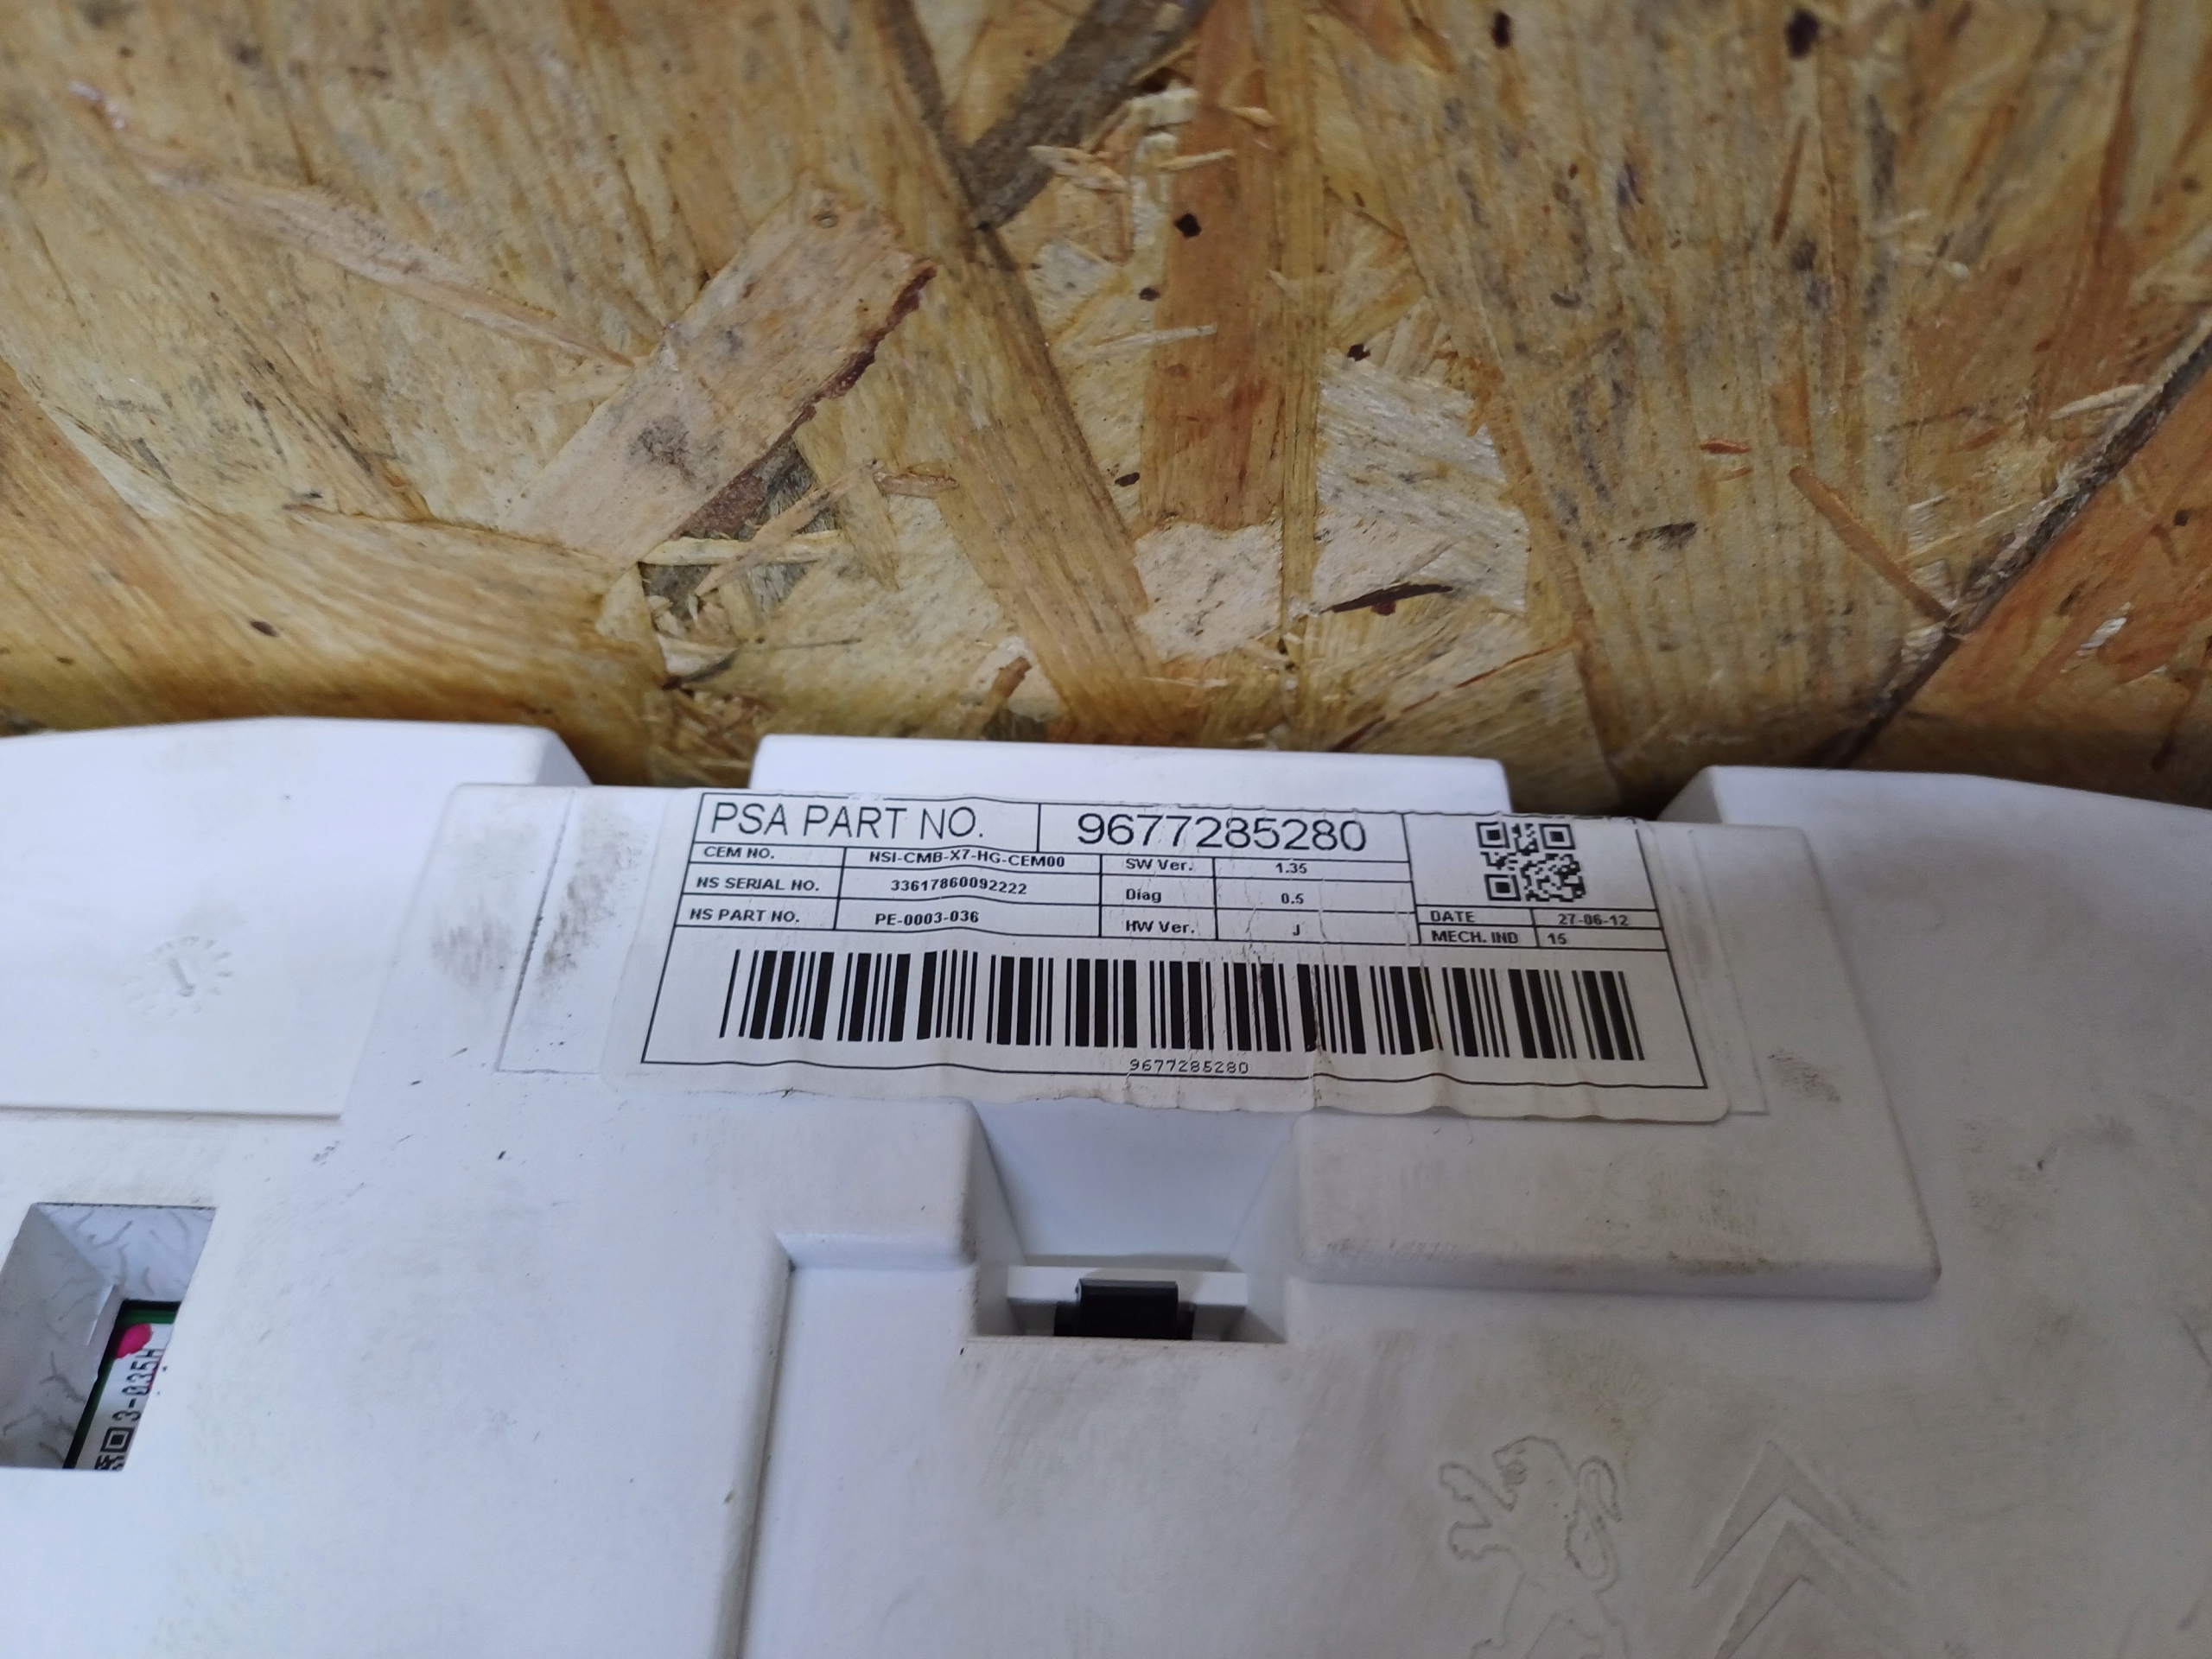 PSA PART NO. 9677285280
CEM NO. NSI-CMB-X7-HG-CEM00 SW Ver. 1.35
NS SERIAL NO. 33617860092222 Diag 0.5
NS PART NO. PE-0003-036 HW Ver. J
DATE 27-06-12
MECH. IND 15
9677285280
3-035H